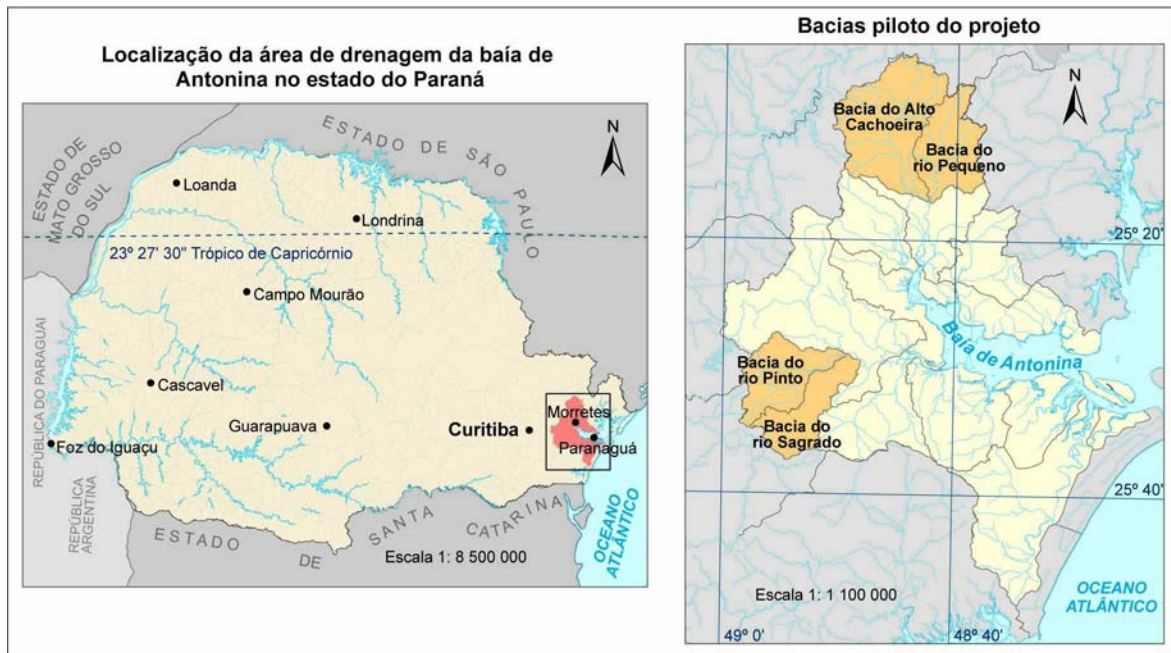 Localização da área de drenagem da baía de
Antonina no estado do Paraná
N
ESTADO DE
MATO GROSSO
DO SUL
ESTADO DE SÃO PAULO
Loanda
Londrina
23º 27' 30" Trópico de Capricórnio
Campo Mourão
REPÚBLICA DO PARAGUAI
Cascavel
Guarapuava
Curitiba
Morretes
Paranaguá
Foz do Iguaçu
REPÚBLICA
ARGENTINA
ESTADO DE SANTA CATARINA
Escala 1: 8 500 000
OCEANO
ATLÂNTICO
Bacias piloto do projeto
N
Bacia do Alto
Cachoeira
Bacia do
rio Pequeno
25º 20'
Baía de Antonina
Bacia do
rio Pinto
Bacia do
rio Sagrado
25º 40'
Escala 1: 1 100 000
OCEANO
ATLÂNTICO
49º 0'
48º 40'